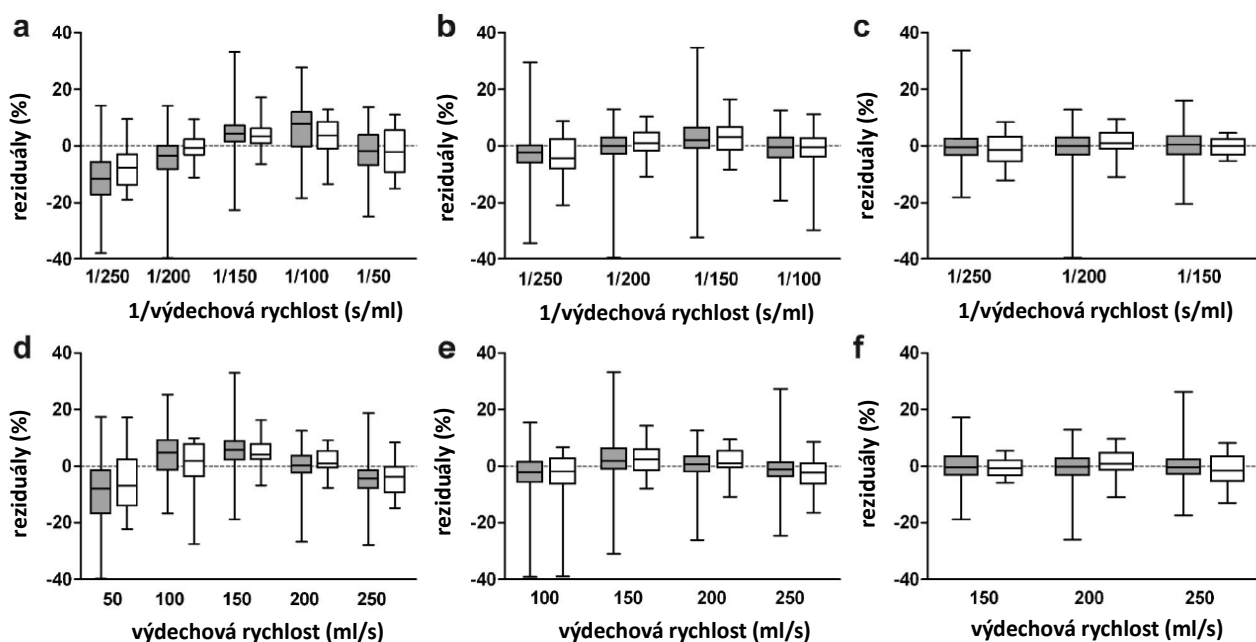 a
b
c
40
20
0
-20
-40
reziduály (%)
1/250 1/200 1/150 1/100 1/50
1/výdechová rychlost (s/ml)
40
20
0
-20
-40
reziduály (%)
1/250 1/200 1/150 1/100
1/výdechová rychlost (s/ml)
40
20
0
-20
-40
reziduály (%)
1/250 1/200 1/150
1/výdechová rychlost (s/ml)
d
e
f
40
20
0
-20
-40
reziduály (%)
50 100 150 200 250
výdechová rychlost (ml/s)
40
20
0
-20
-40
reziduály (%)
100 150 200 250
výdechová rychlost (ml/s)
40
20
0
-20
-40
reziduály (%)
150 200 250
výdechová rychlost (ml/s)